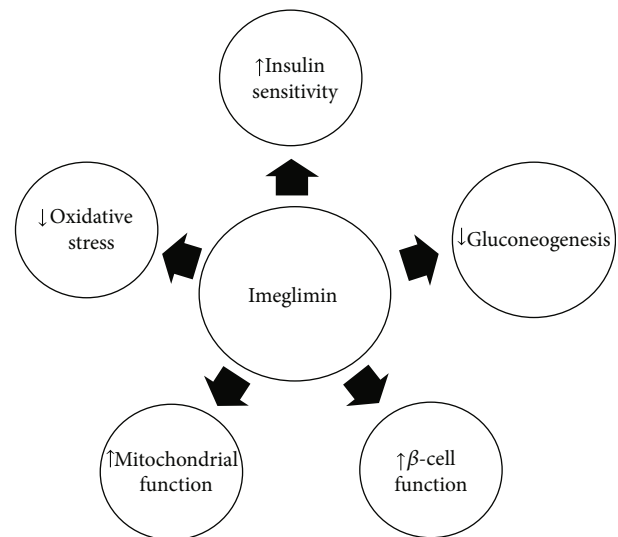 ↑Insulin
sensitivity
↓Oxidative
stress
↓Gluconeogenesis
Imeglimin
↑Mitochondrial
function
↑β-cell
function